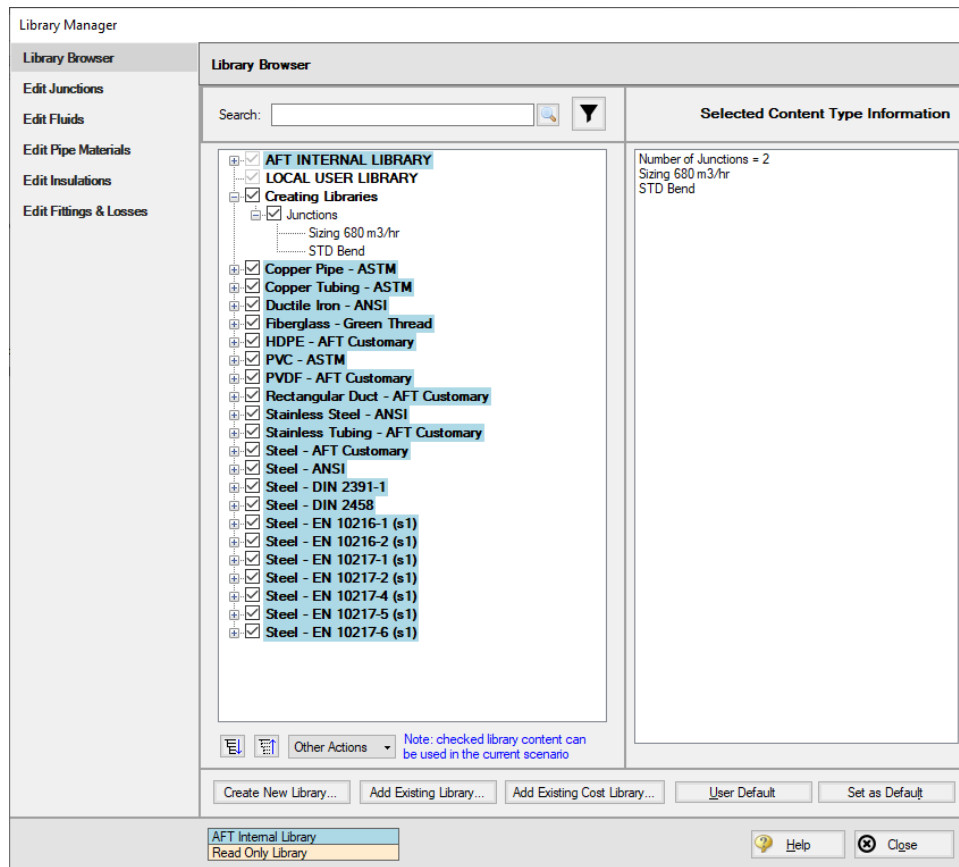 Library Manager
Library Browser
Edit Junctions
Edit Fluids
Edit Pipe Materials
Edit Insulations
Edit Fittings & Losses
Library Browser
Search:
AFT INTERNAL LIBRARY
LOCAL USER LIBRARY
Creating Libraries
Junctions
Sizing 680 m3/hr
STD Bend
Copper Pipe - ASTM
Copper Tubing - ASTM
Ductile Iron - ANSI
Fiberglass - Green Thread
HDPE - AFT Customary
PVC - ASTM
PVDF - AFT Customary
Rectangular Duct - AFT Customary
Stainless Steel - ANSI
Stainless Tubing - AFT Customary
Steel - AFT Customary
Steel - ANSI
Steel - DIN 2391-1
Steel - DIN 2458
Steel - EN 10216-1 (s1)
Steel - EN 10216-2 (s1)
Steel - EN 10217-1 (s1)
Steel - EN 10217-2 (s1)
Steel - EN 10217-4 (s1)
Steel - EN 10217-5 (s1)
Steel - EN 10217-6 (s1)
Other Actions
Note: checked library content can
be used in the current scenario
Selected Content Type Information
Number of Junctions = 2
Sizing 680 m3/hr
STD Bend
Create New Library...
Add Existing Library...
Add Existing Cost Library...
User Default
Set as Default
AFT Internal Library
Read Only Library
Help
Close